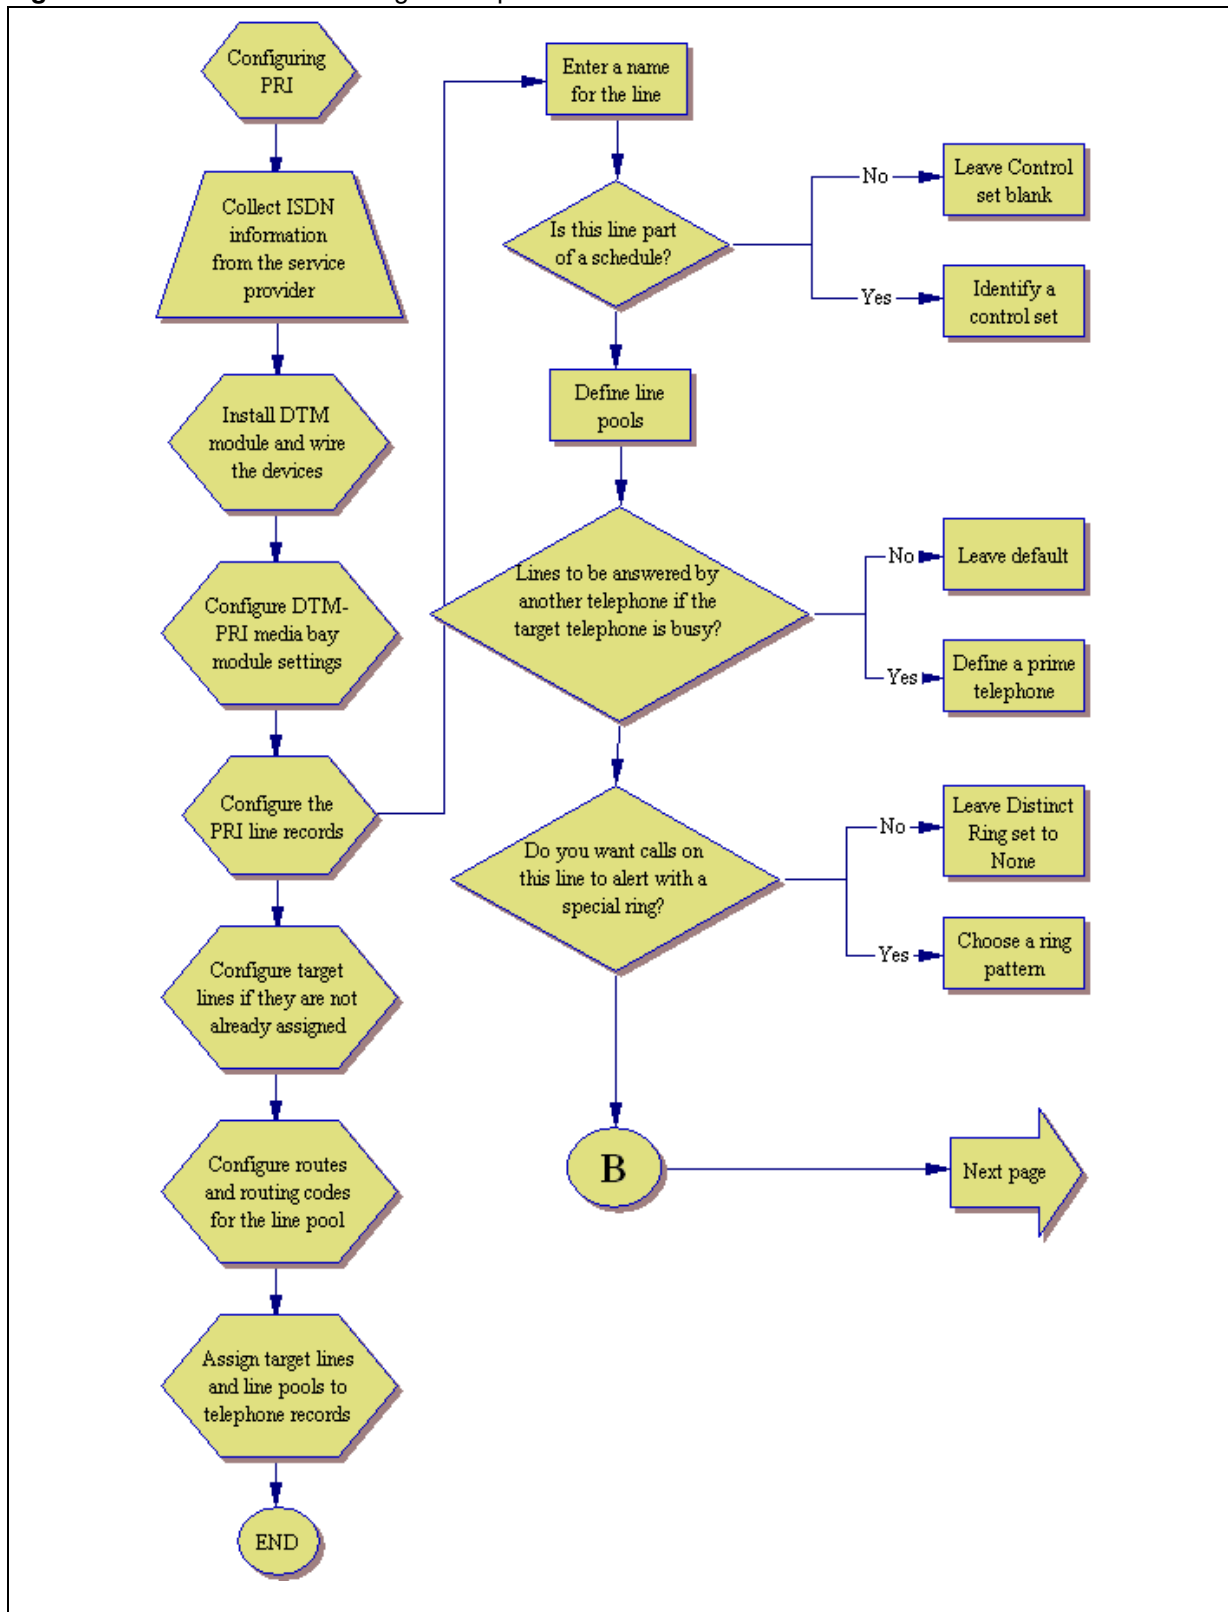 Configuring
PRI
Collect ISDN
information
from the service
provider
Install DTM
module and wire
the devices
Configure DTM-
PRI media bay
module settings
Configure the
PRI line records
Configure target
lines if they are not
already assigned
Configure routes
and routing codes
for the line pool
Assign target lines
and line pools to
telephone records
END
Enter a name
for the line
Is this line part
of a schedule?
No
Leave Control
set blank
Yes
Identify a
control set
Define line
pools
Lines to be answered by
another telephone if the
target telephone is busy?
No
Leave default
Yes
Define a prime
telephone
Do you want calls on
this line to alert with a
special ring?
No
Leave Distinct
Ring set to
None
Yes
Choose a ring
pattern
B
Next page